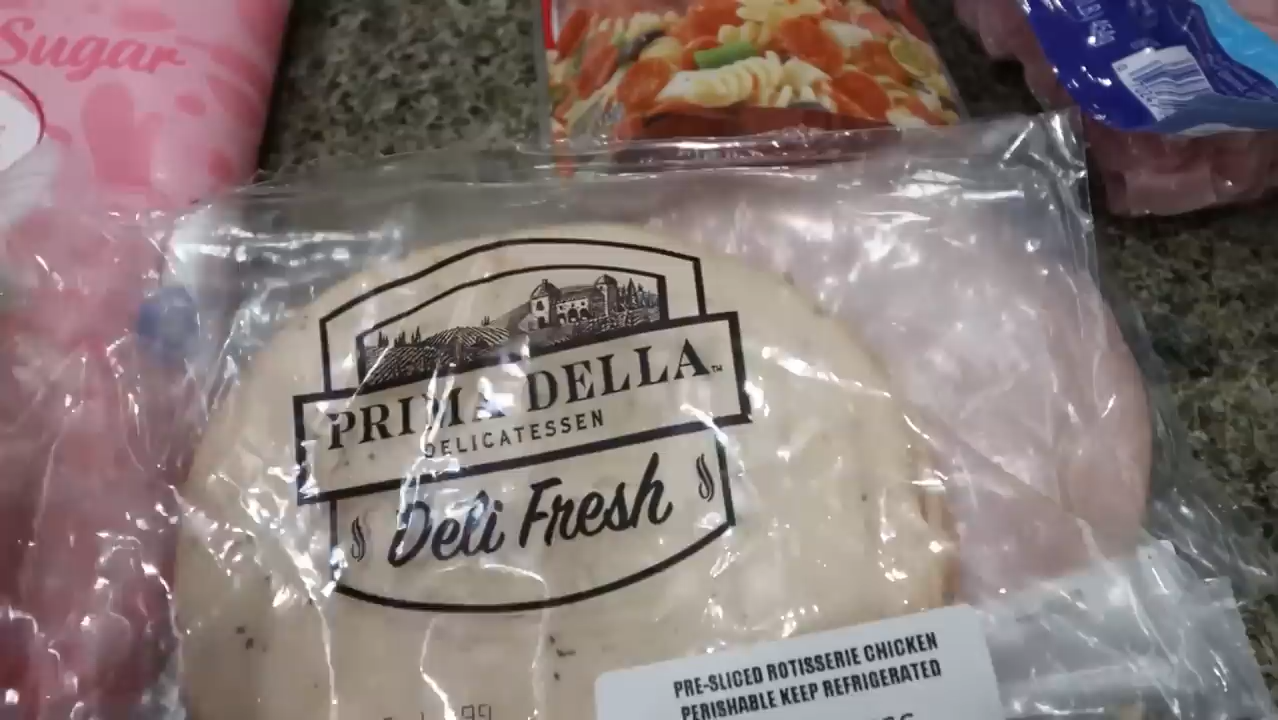 Sugar
PRIMA DELLA™
DELICATESSEN
Deli Fresh
PRE-SLICED ROTISSERIE CHICKEN
PERISHABLE KEEP REFRIGERATED